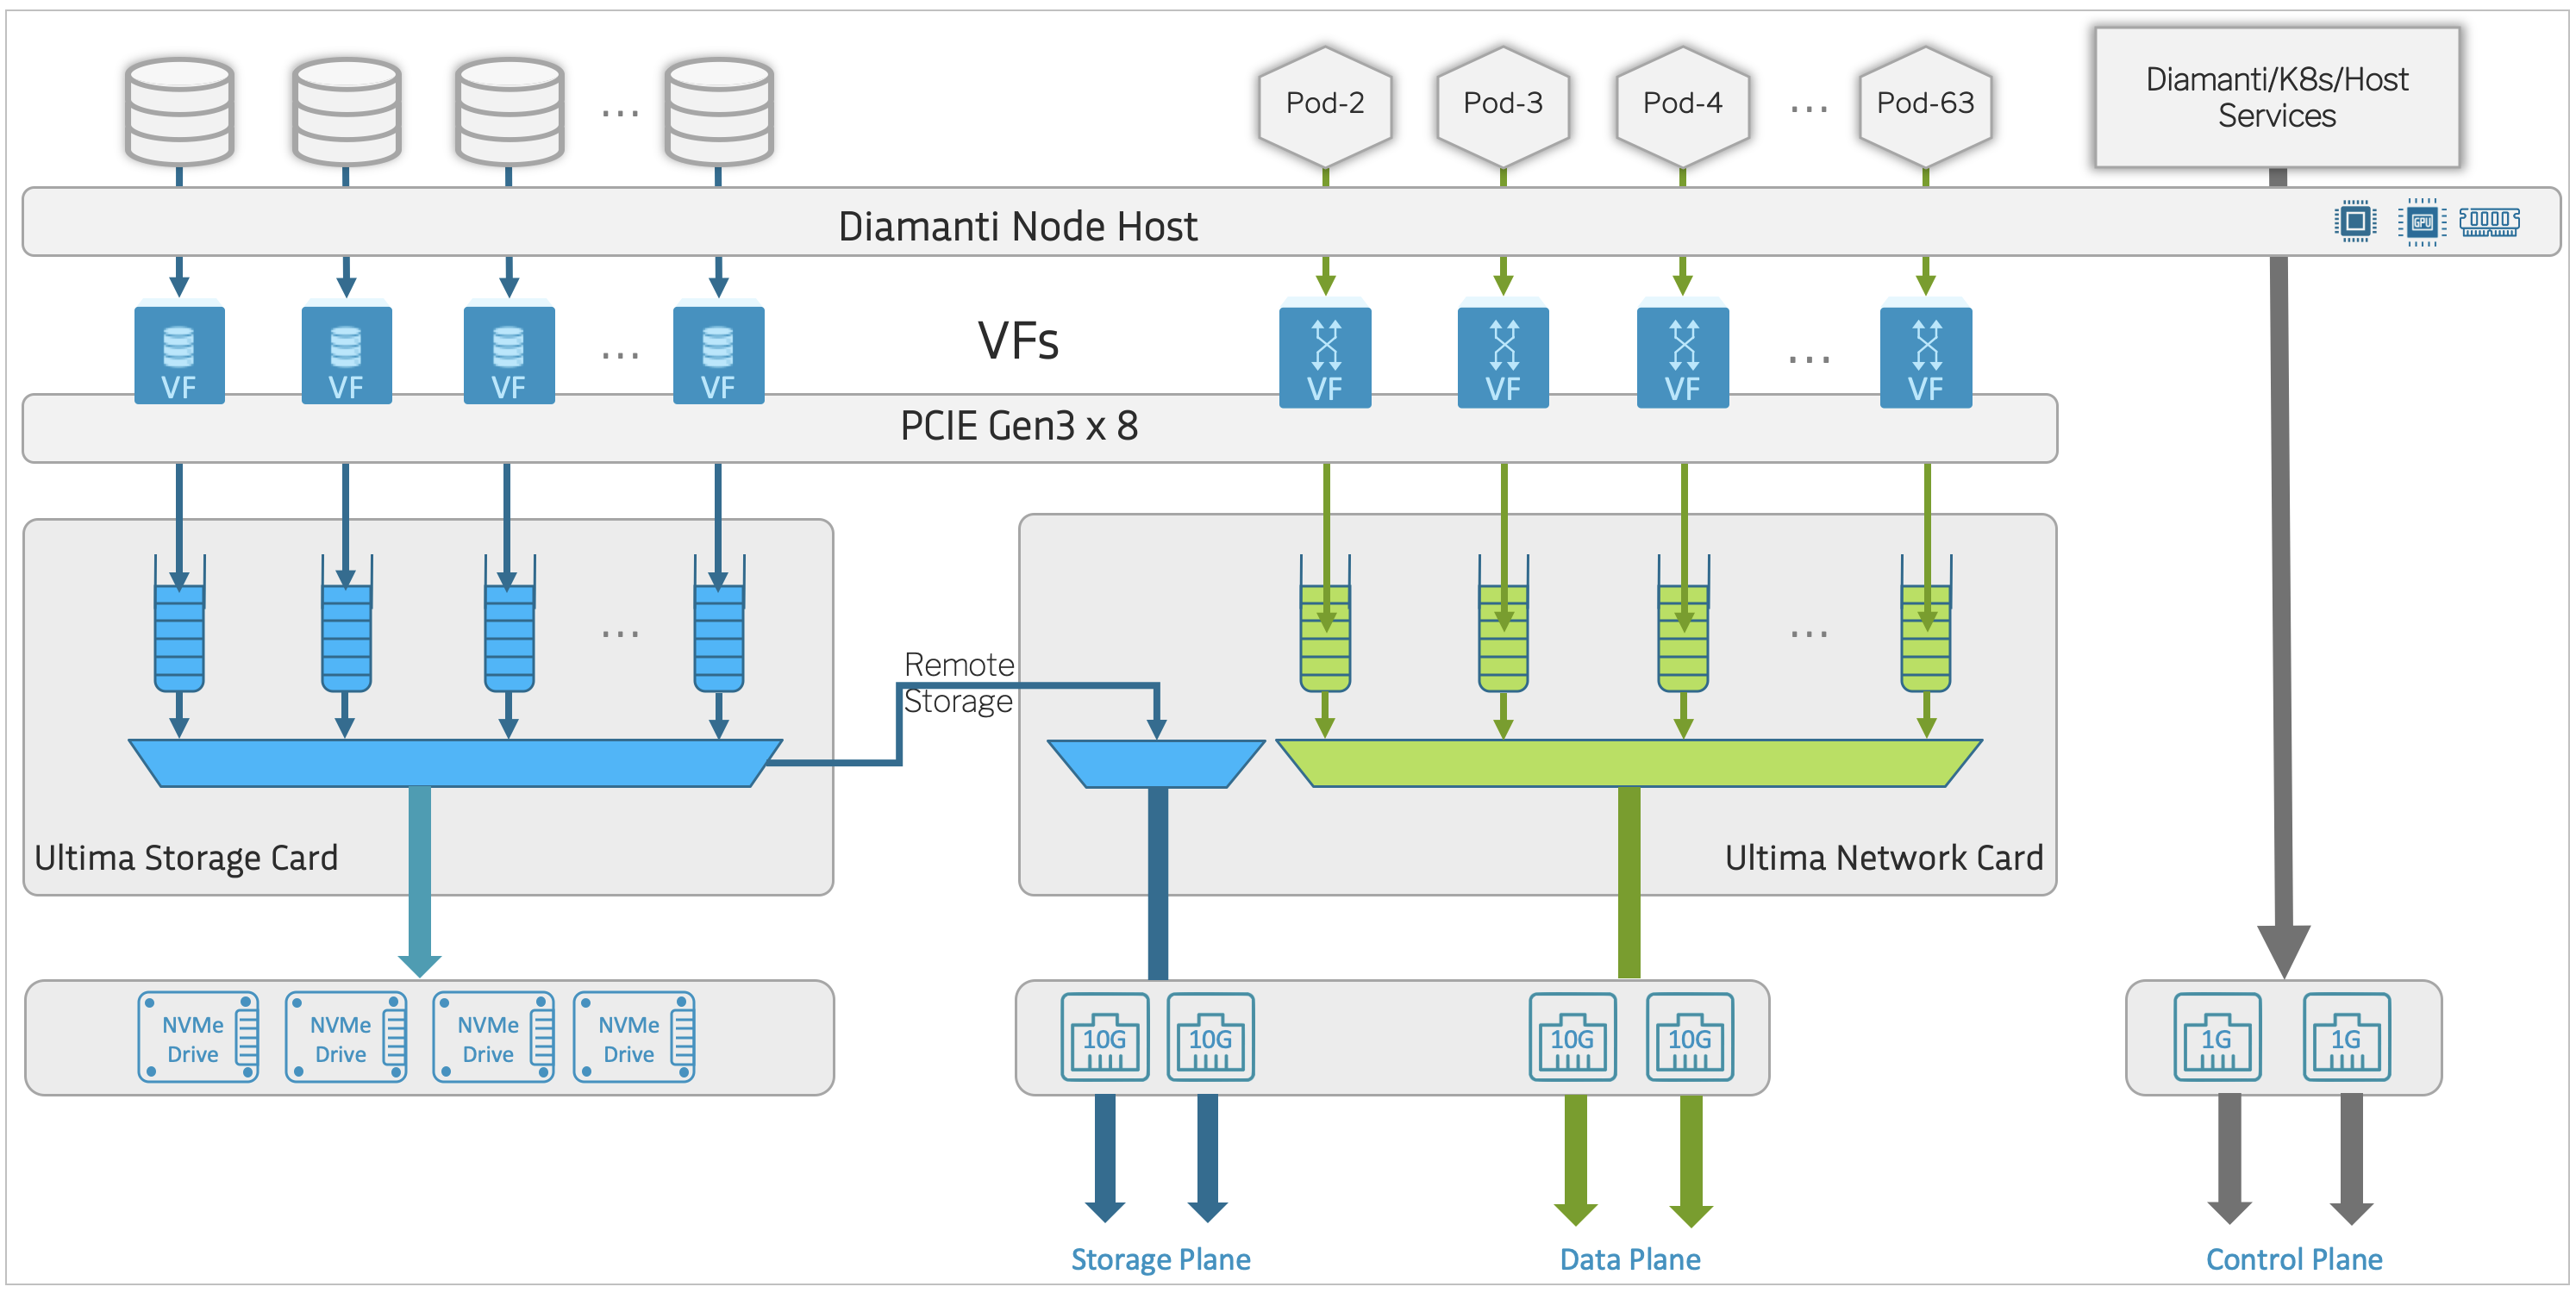 Pod-2
Pod-3
Pod-4
...
Pod-63
Diamanti/K8s/Host
Services
...
Diamanti Node Host
GPU
VF
VF
VF
...
VF
VFs
VF
VF
VF
...
VF
PCIE Gen3 x 8
...
Remote
Storage
...
Ultima Storage Card
Ultima Network Card
NVMe
Drive
NVMe
Drive
NVMe
Drive
NVMe
Drive
10G
10G
10G
10G
1G
1G
Storage Plane
Data Plane
Control Plane